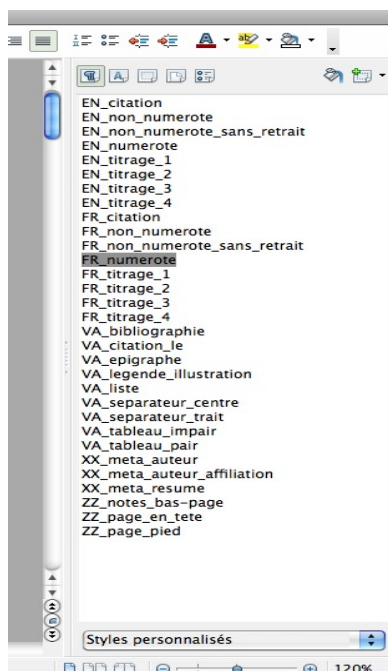 EN_citation
EN_non_numerote
EN_non_numerote_sans_retrait
EN_numerote
EN_titrage_1
EN_titrage_2
EN_titrage_3
EN_titrage_4
FR_citation
FR_non_numerote
FR_non_numerote_sans_retrait
FR_numerote
FR_titrage_1
FR_titrage_2
FR_titrage_3
FR_titrage_4
VA_bibliographie
VA_citation_le
VA_epigraphe
VA_legende_illustration
VA_liste
VA_separateur_centre
VA_separateur_trait
VA_tableau_impair
VA_tableau_pair
XX_meta_auteur
XX_meta_auteur_affiliation
XX_meta_resume
ZZ_notes_bas-page
ZZ_page_en_tete
ZZ_page_pied
Styles personnalisés
120%